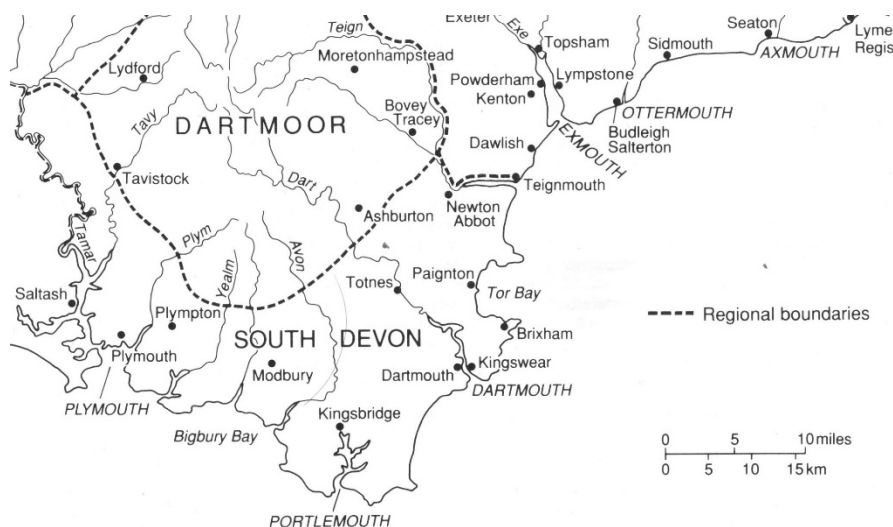 Exeter
Exe
Seaton
Lyme
Regis
Teign
Topsham
Sidmouth
AXMOUTH
Moretonhampstead
Lydford
Powderham
Lympstone
Kenton
OTTERMOUTH
Bovey
Tracey
Tavy
DARTMOOR
EXMOUTH
Budleigh
Salterton
Dawlish
Tavistock
Dart
Teignmouth
Newton
Abbot
Ashburton
Tamar
Plym
Avon
Yealm
Totnes
Paignton
Tor Bay
Saltash
Regional boundaries
Plympton
SOUTH DEVON
Brixham
Plymouth
Modbury
Dartmouth
Kingswear
DARTMOUTH
PLYMOUTH
Kingsbridge
Bigbury Bay
0 5 10 miles
0 5 10 15 km
PORTLEMOUTH